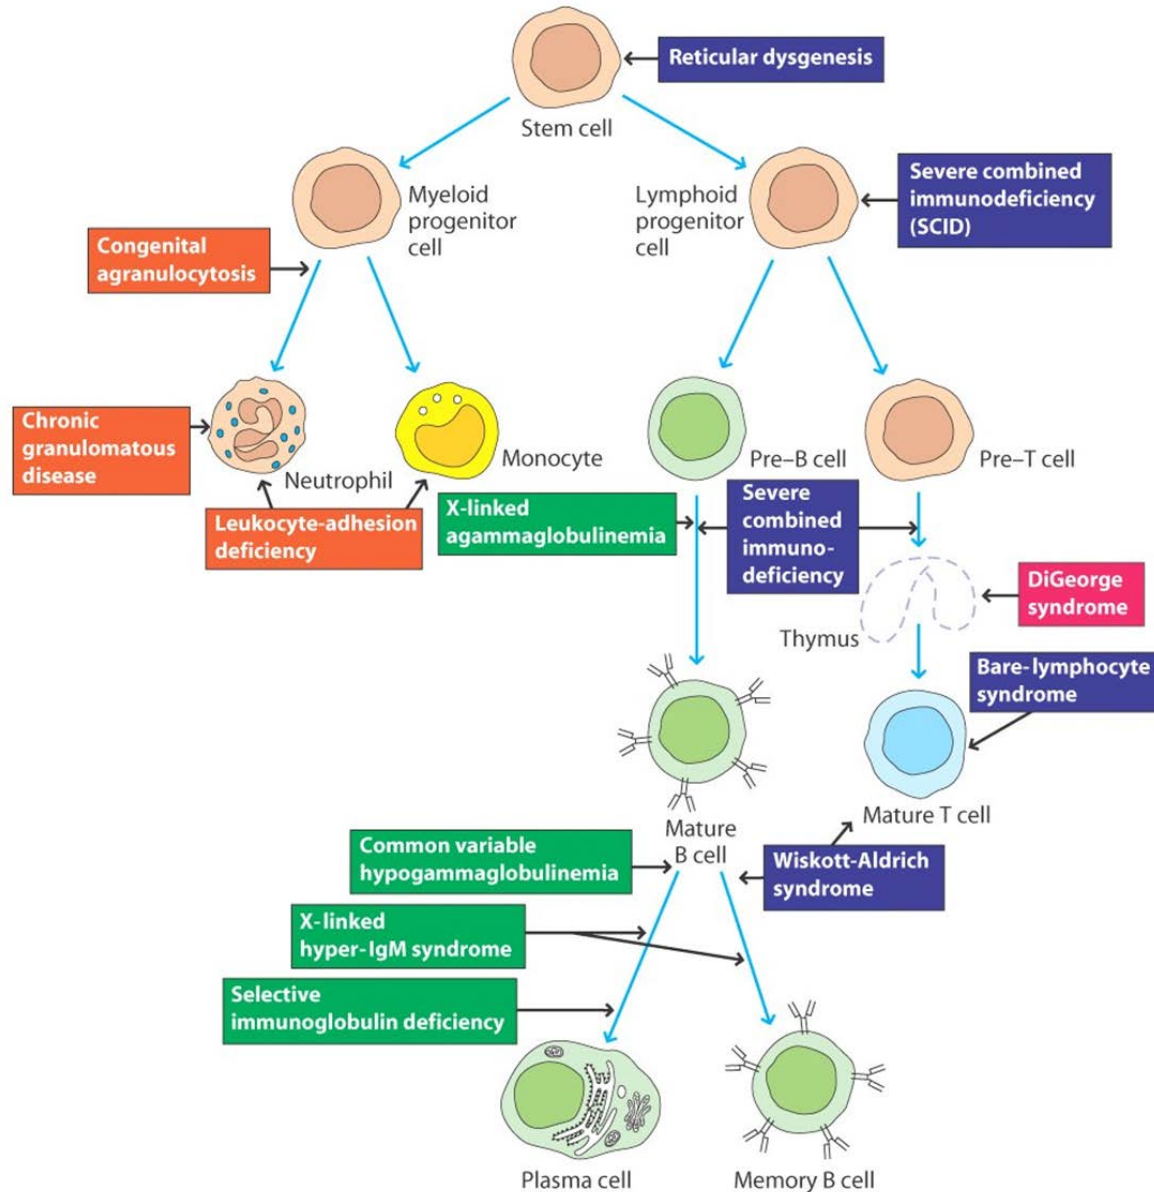 Reticular dysgenesis
Stem cell
Myeloid
progenitor
cell
Lymphoid
progenitor
cell
Severe combined
immunodeficiency
(SCID)
Congenital
agranulocytosis
Chronic
granulomatous
disease
Neutrophil
Monocyte
Pre–B cell
Pre–T cell
Leukocyte-adhesion
deficiency
X-linked
agammaglobulinemia
Severe
combined
immuno-
deficiency
DiGeorge
syndrome
Thymus
Bare-lymphocyte
syndrome
Mature T cell
Mature
B cell
Common variable
hypogammaglobulinemia
Wiskott-Aldrich
syndrome
X-linked
hyper-IgM syndrome
Selective
immunoglobulin deficiency
Plasma cell
Memory B cell